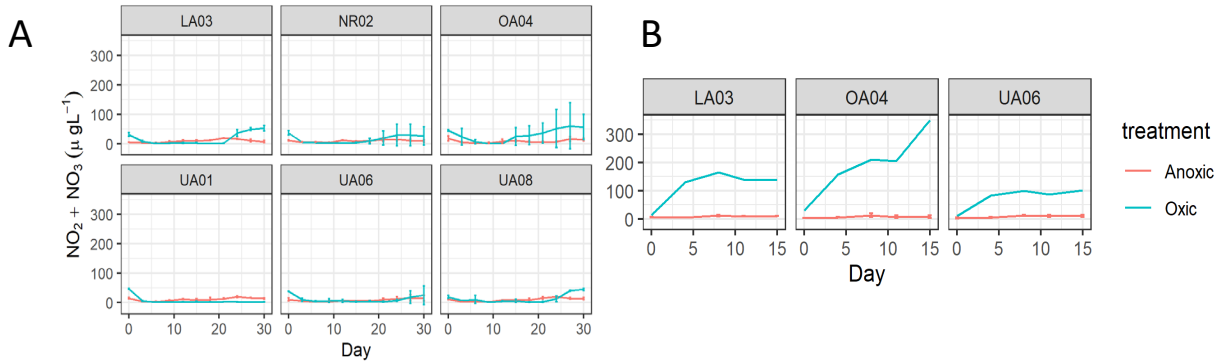 A
B
LA03 NR02 OA04
300
200
100
0
UA01 UA06 UA08
300
200
100
0
0 10 20 30 0 10 20 30 0 10 20 30
Day
NO₂ + NO₃ (μ gL⁻¹)
LA03 OA04 UA06
300
200
100
0
0 5 10 15 0 5 10 15 0 5 10 15
Day
treatment
Anoxic
Oxic